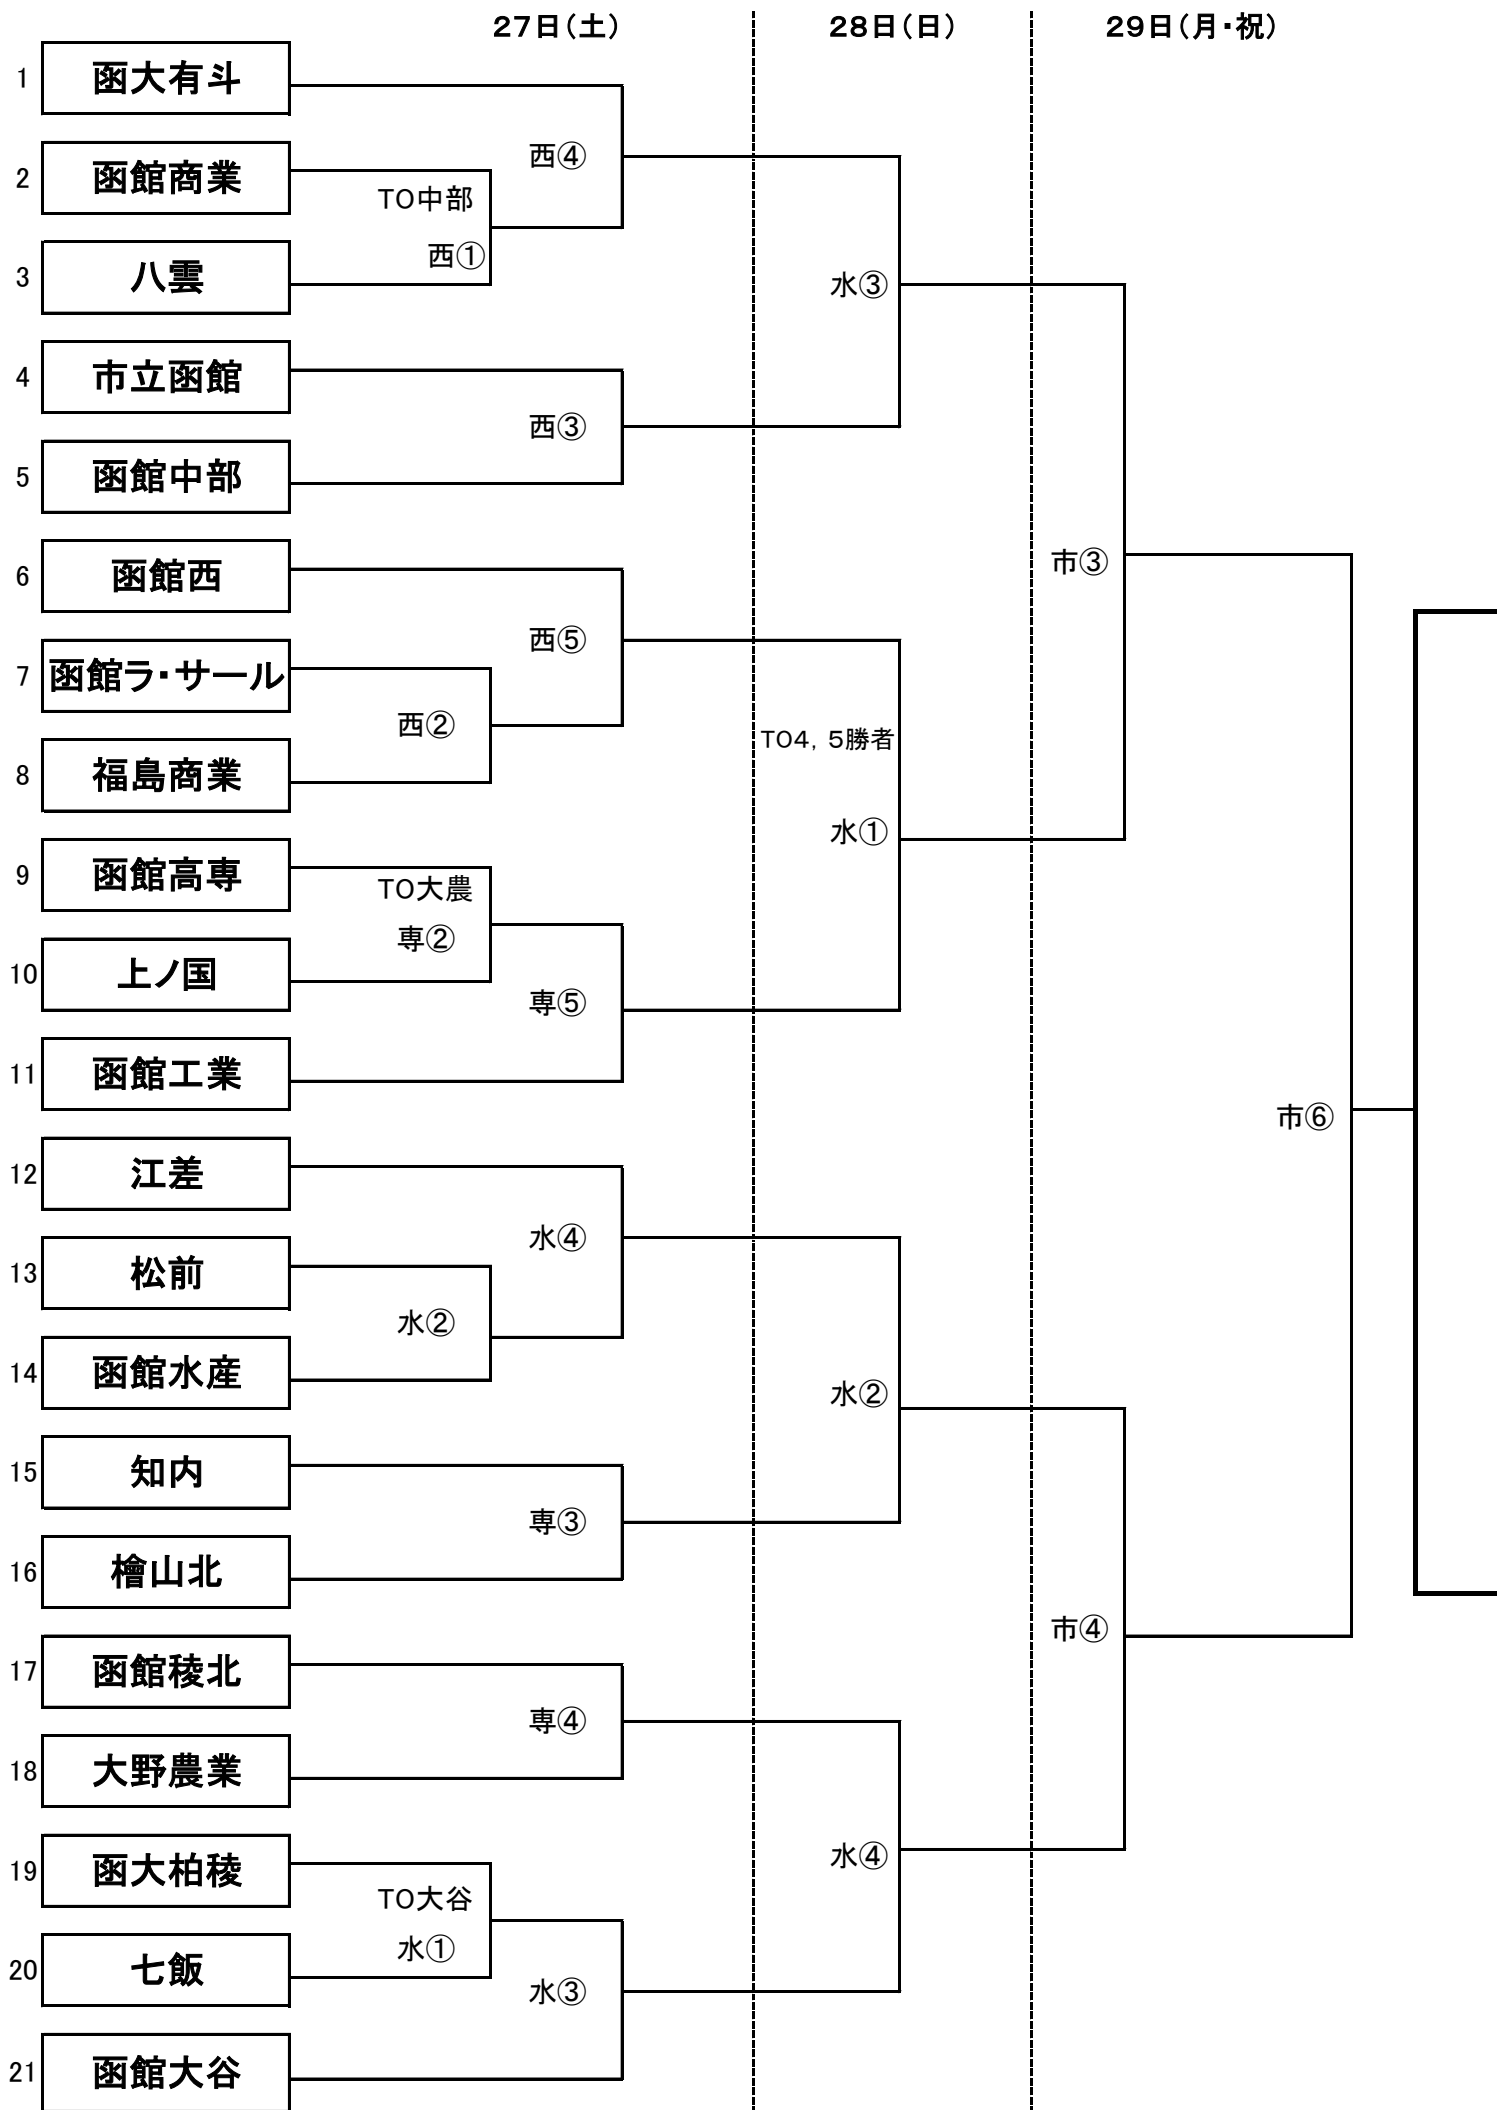 27日(土) 28日(日) 29日(月・祝)
1 函大有斗
西④
2 函館商業
TO中部
西①
3 八雲
水③
4 市立函館
西③
5 函館中部
市③
6 函館西
西⑤
7 函館ラ・サール
西②
TO4, 5勝者
8 福島商業
水①
9 函館高専
TO大農
専②
10 上ノ国
専⑤
11 函館工業
市⑥
12 江差
水④
13 松前
水②
14 函館水産
水②
15 知内
専③
16 檜山北
市④
17 函館稜北
専④
18 大野農業
水④
19 函大柏稜
TO大谷
水①
20 七飯
水③
21 函館大谷